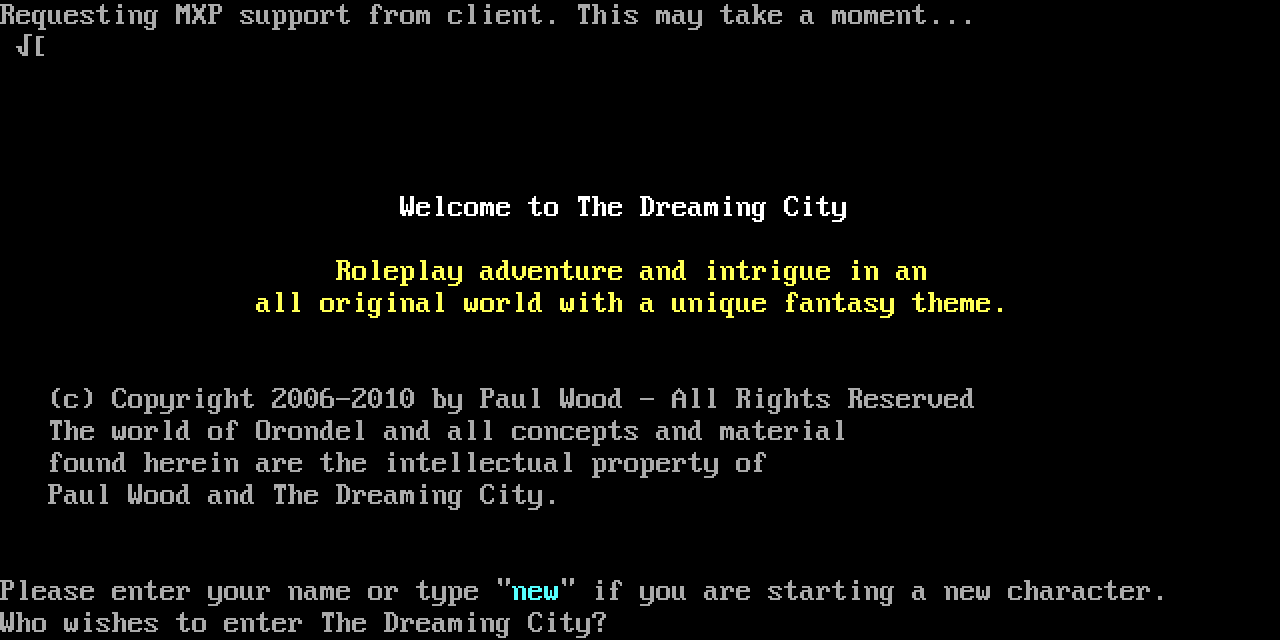 Requesting MXP support from client. This may take a moment...
√[
Welcome to The Dreaming City
Roleplay adventure and intrigue in an
all original world with a unique fantasy theme.
(c) Copyright 2006-2010 by Paul Wood - All Rights Reserved
The world of Orondel and all concepts and material
found herein are the intellectual property of
Paul Wood and The Dreaming City.
Please enter your name or type "new" if you are starting a new character.
Who wishes to enter The Dreaming City?